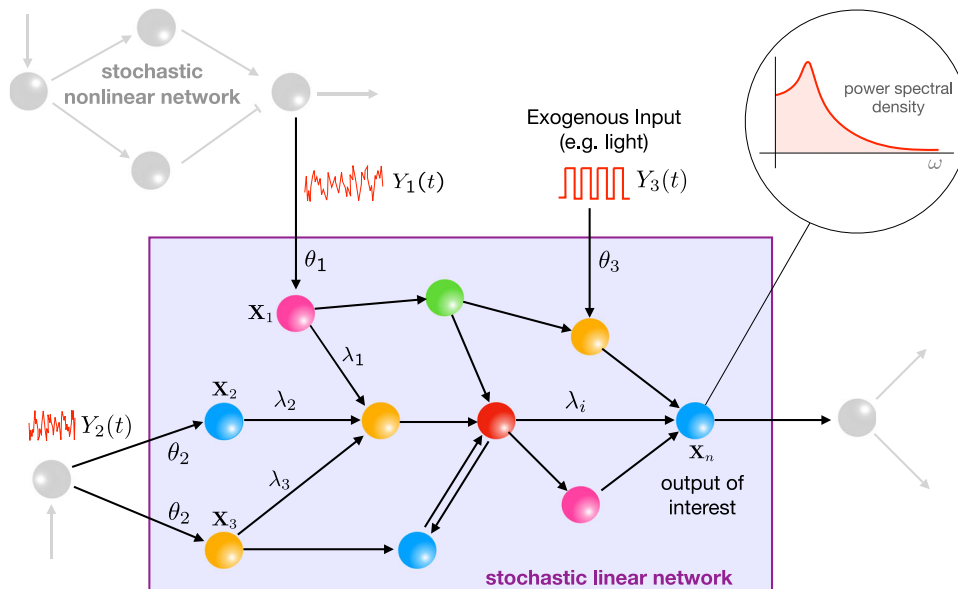 stochastic
nonlinear network
Exogenous Input
(e.g. light)
power spectral
density
ω
Y₁(t)
Y₃(t)
θ₁
θ₃
X₁
λ₁
X₂
λ₂
λᵢ
Y₂(t)
θ₂
Xₙ
λ₃
output of
interest
θ₂
X₃
stochastic linear network